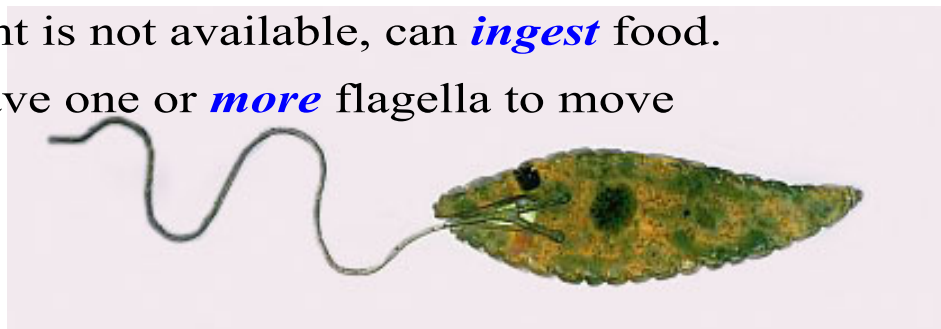 nt is not available, can ingest food.
ve one or more flagella to move